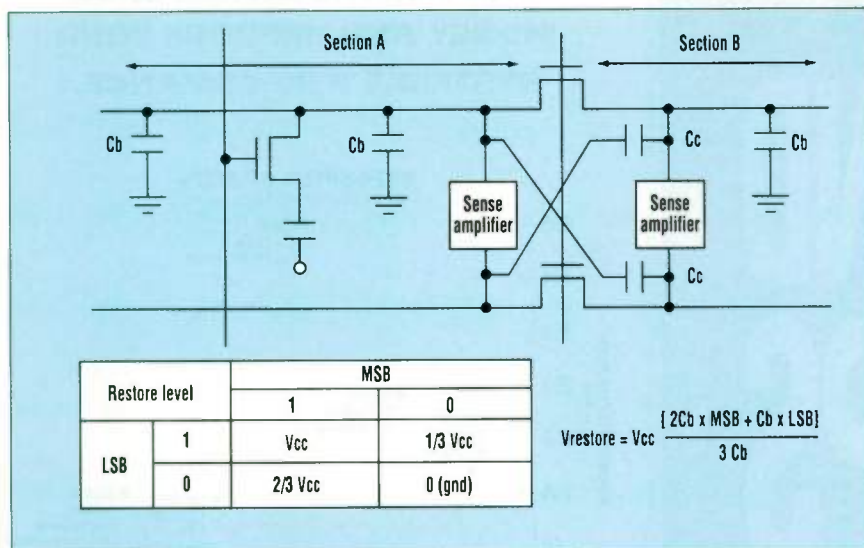 Section A
Section B
Cb
Cb
Cc
Cb
Sense
amplifier
Sense
amplifier
Cc
Restore level
MSB
1
0
LSB
1
Vcc
1/3 Vcc
0
2/3 Vcc
0 (gnd)
Vrestore = Vcc { 2Cb x MSB + Cb x LSB}
3 Cb